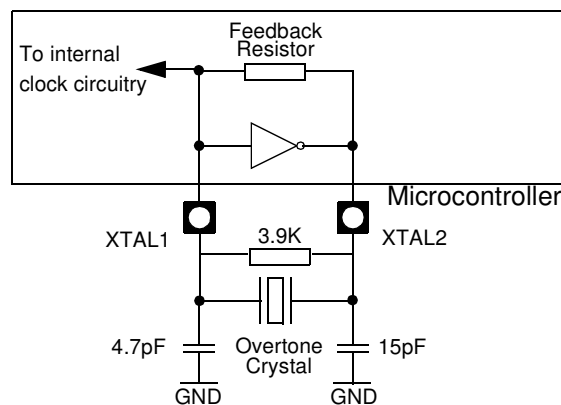 Feedback
Resistor
To internal
clock circuitry
Microcontroller
XTAL1
3.9K
XTAL2
4.7pF
Overtone
Crystal
15pF
GND
GND